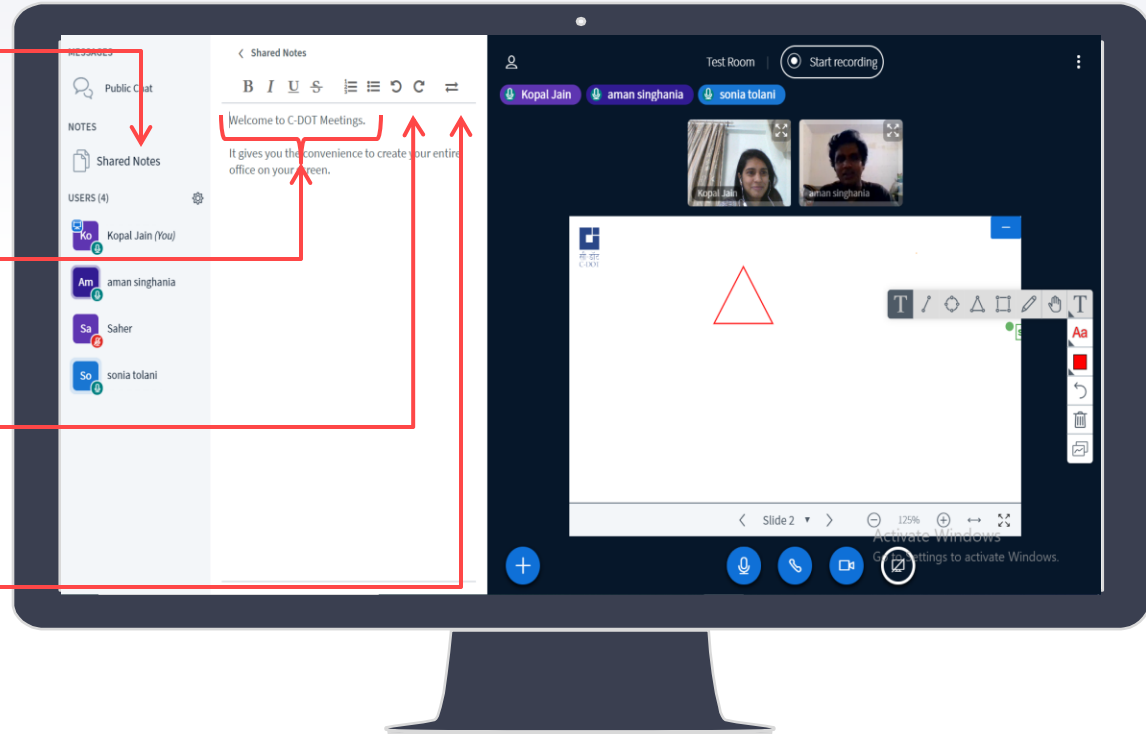 MESSAGES
Public Chat
NOTES
Shared Notes
USERS (4)
Ko Kopal Jain (You)
Am aman singhania
Sa Saher
So sonia tolani
Shared Notes
B I U S
Welcome to C-DOT Meetings.
It gives you the convenience to create your entire
office on your screen.
Test Room | Start recording
Kopal Jain aman singhania sonia tolani
Kopal Jain aman singhania
सी-डॉट
C-DOT
T T
Aa
Slide 2 125%
Activate Windows
Go to Settings to activate Windows.